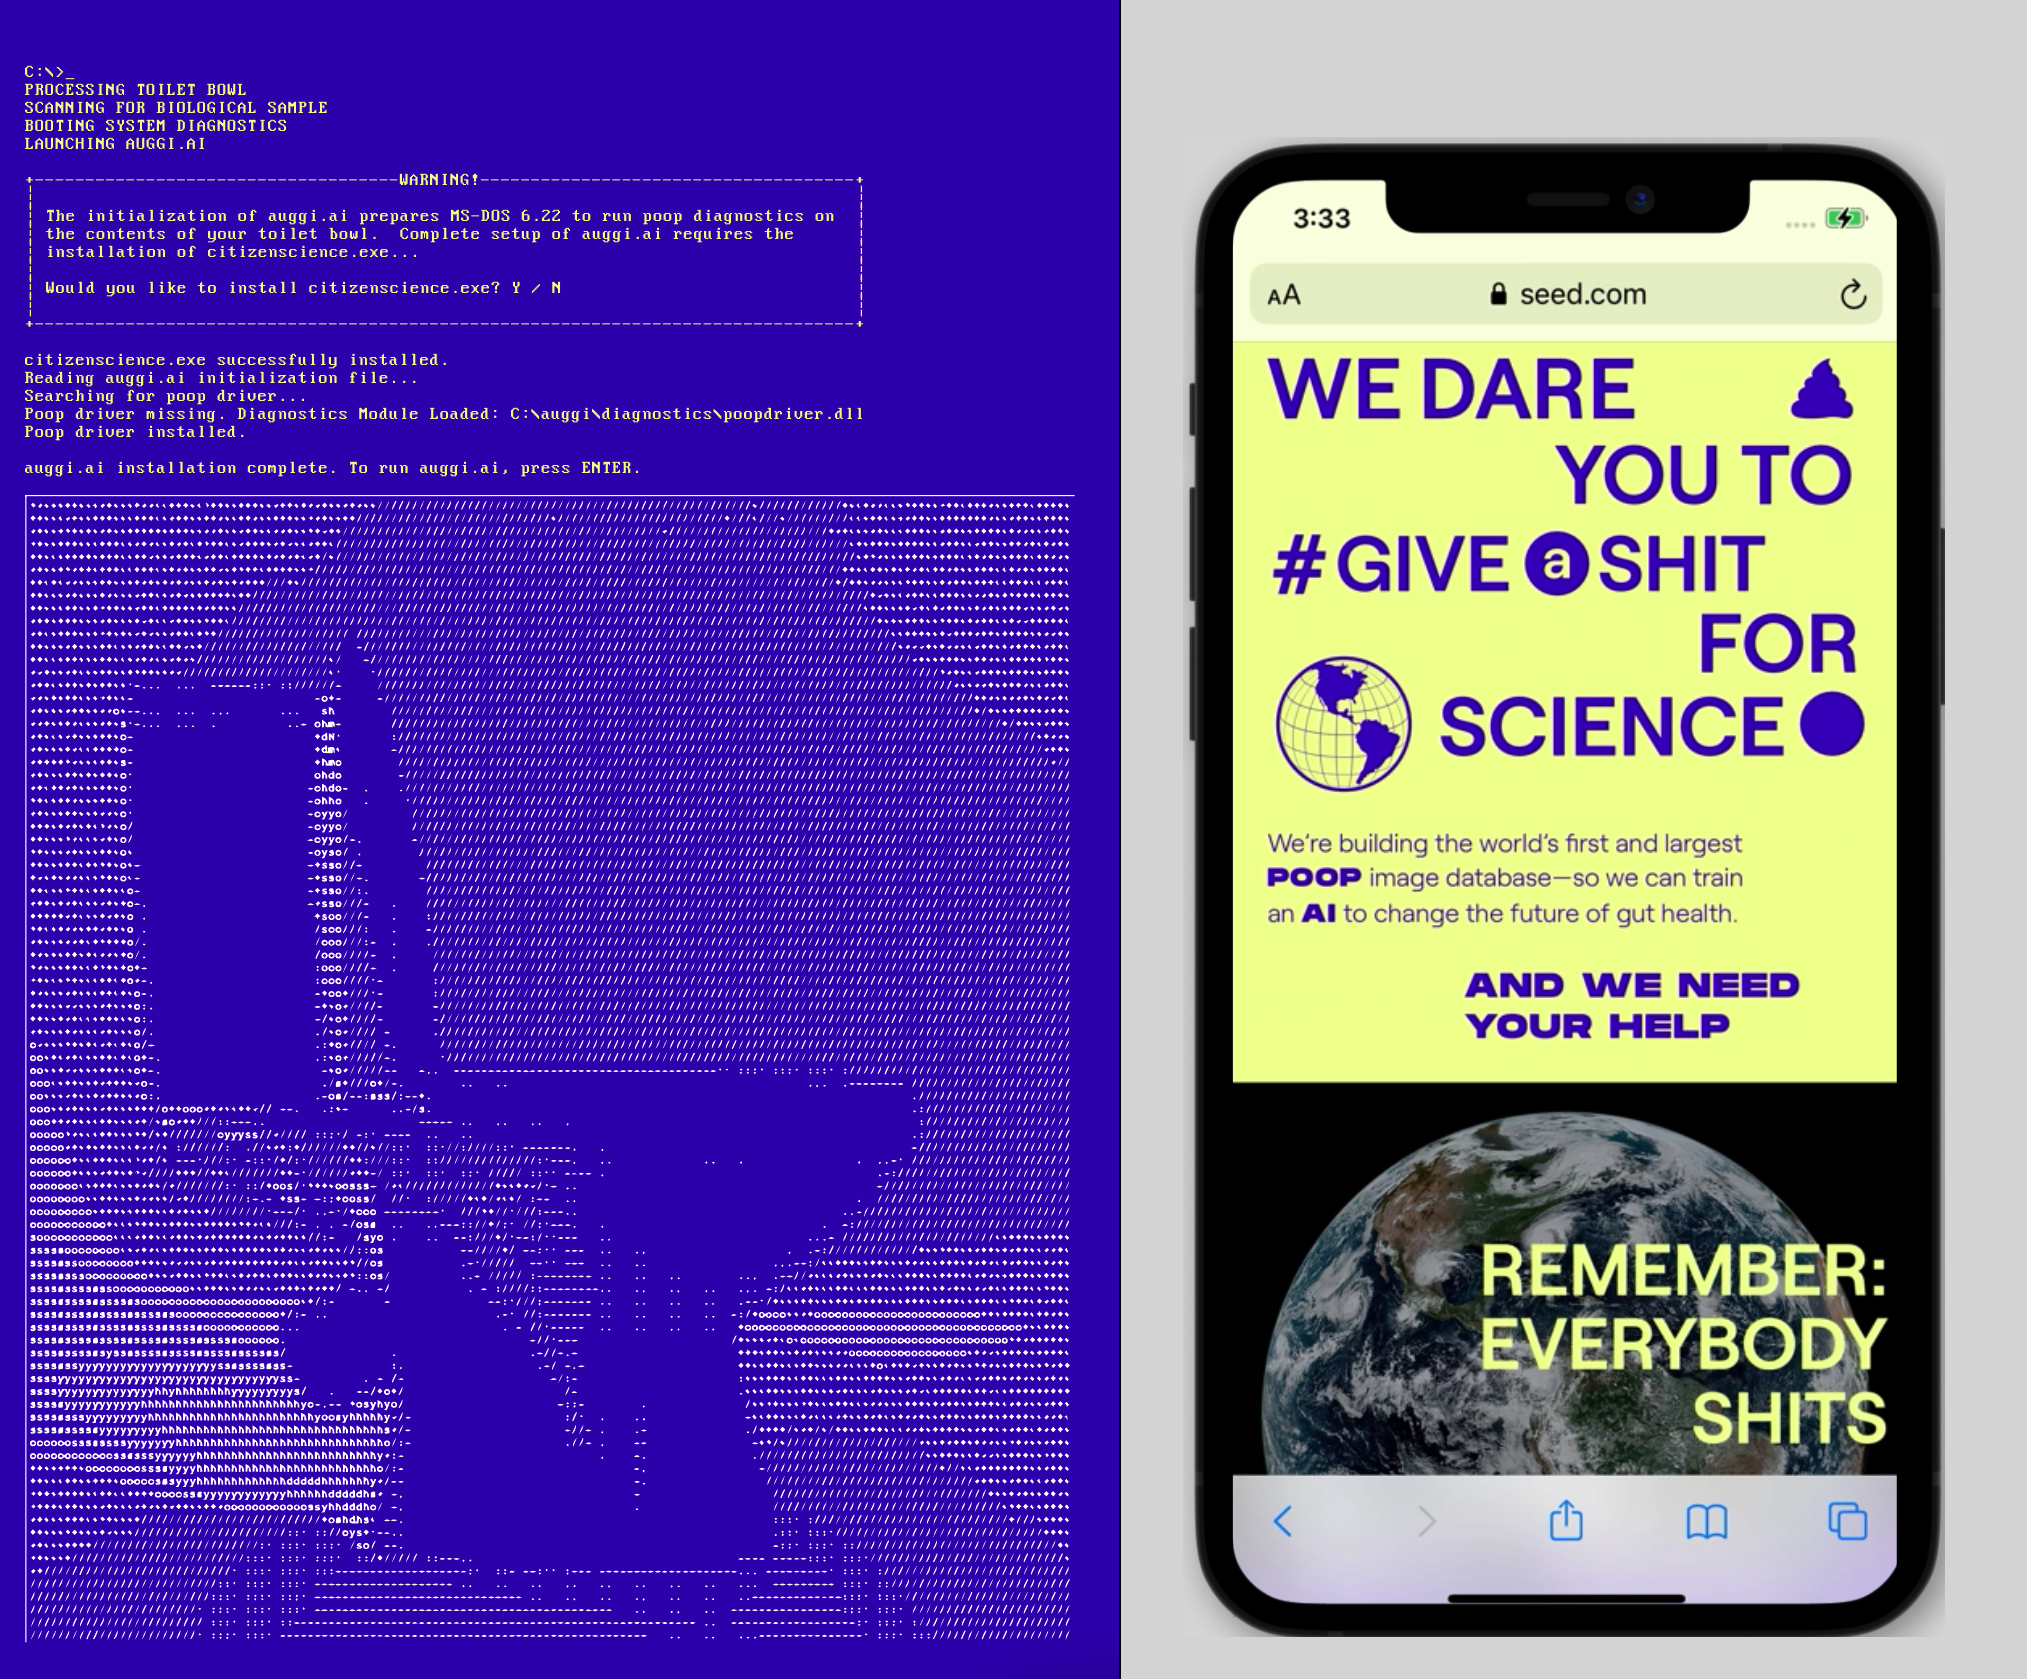 C:\>_
PROCESSING TOILET BOWL
SCANNING FOR BIOLOGICAL SAMPLE
BOOTING SYSTEM DIAGNOSTICS
LAUNCHING AUGGI.AI
WARNING!
The initialization of auggi.ai prepares MS-DOS 6.22 to run poop diagnostics on
the contents of your toilet bowl. Complete setup of auggi.ai requires the
installation of citizenscience.exe...
Would you like to install citizenscience.exe? Y / N
citizenscience.exe successfully installed.
Reading auggi.ai initialization file...
Searching for poop driver...
Poop driver missing. Diagnostics Module Loaded: C:\auggi\diagnostics\poopdriver.dll
Poop driver installed.
auggi.ai installation complete. To run auggi.ai, press ENTER.
3:33
AA seed.com
WE DARE
YOU TO
#GIVE a SHIT
FOR
SCIENCE
We're building the world's first and largest
POOP image database—so we can train
an AI to change the future of gut health.
AND WE NEED
YOUR HELP
REMEMBER:
EVERYBODY
SHITS